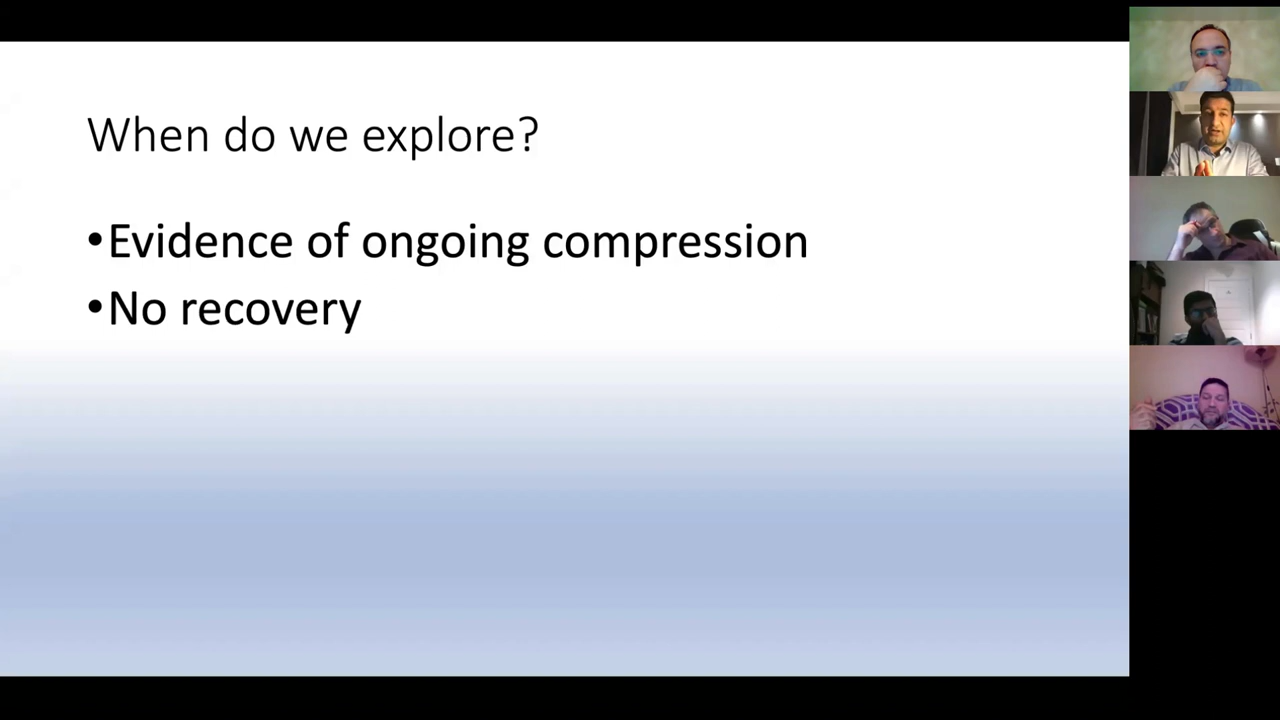 When do we explore?
•Evidence of ongoing compression
•No recovery